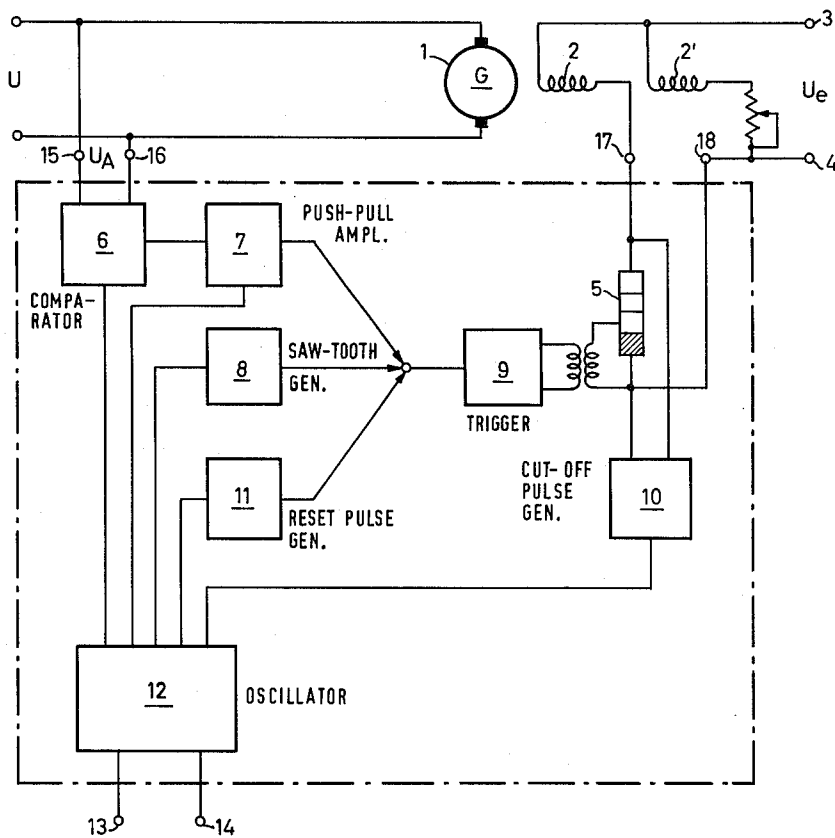 3
2
2'
1
G
U
Ue
15
UA
16
17
18
4
PUSH-PULL
AMPL.
6
7
5
COMPA-
RATOR
SAW-TOOTH
8
GEN.
9
TRIGGER
CUT-OFF
PULSE
GEN.
10
11
RESET PULSE
GEN.
12
OSCILLATOR
13
14